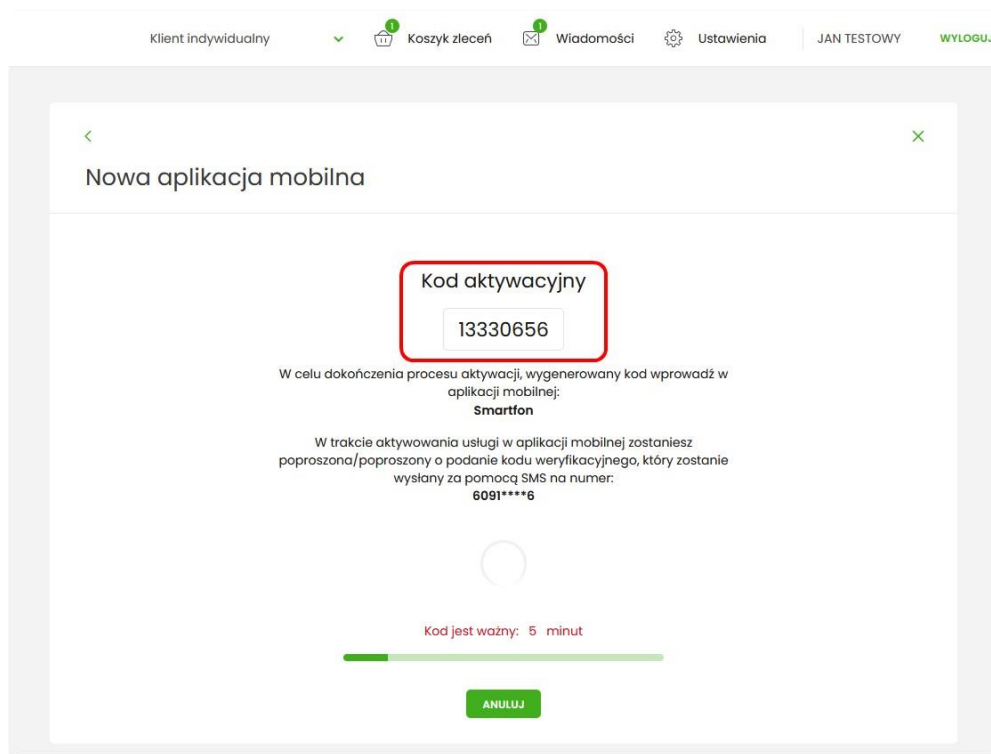 Klient indywidualny 1 Koszyk zleceń 1 Wiadomości Ustawienia JAN TESTOWY WYLOGUJ
Nowa aplikacja mobilna
Kod aktywacyjny
13330656
W celu dokończenia procesu aktywacji, wygenerowany kod wprowadź w
aplikacji mobilnej:
Smartfon
W trakcie aktywowania usługi w aplikacji mobilnej zostaniesz
poproszona/poproszony o podanie kodu weryfikacyjnego, który zostanie
wysłany za pomocą SMS na numer:
6091****6
Kod jest ważny: 5 minut
ANULUJ